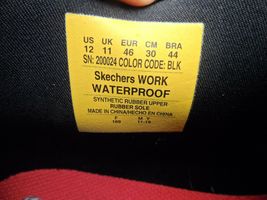 US UK EUR CM BRA
12 11 46 30 44
SN: 200024 COLOR CODE: BLK
Skechers WORK
WATERPROOF
SYNTHETIC RUBBER UPPER
RUBBER SOLE
MADE IN CHINA/HECHO EN CHINA
F M Y